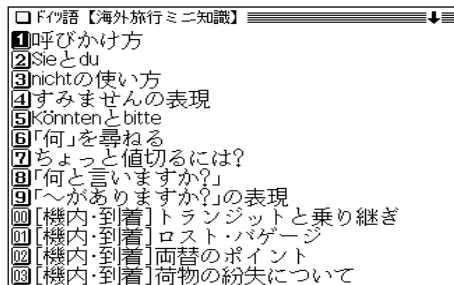 ドイツ語【海外旅行ミニ知識】
1呼びかけ方
2Sieとdu
3nichtの使い方
4すみませんの表現
5Könntenとbitte
6「何」を尋ねる
7ちょっと値切るには?
8「何と言いますか?」
9「～がありますか?」の表現
00[機内・到着]トランジットと乗り継ぎ
01[機内・到着]ロスト・バゲージ
02[機内・到着]両替のポイント
03[機内・到着]荷物の紛失について